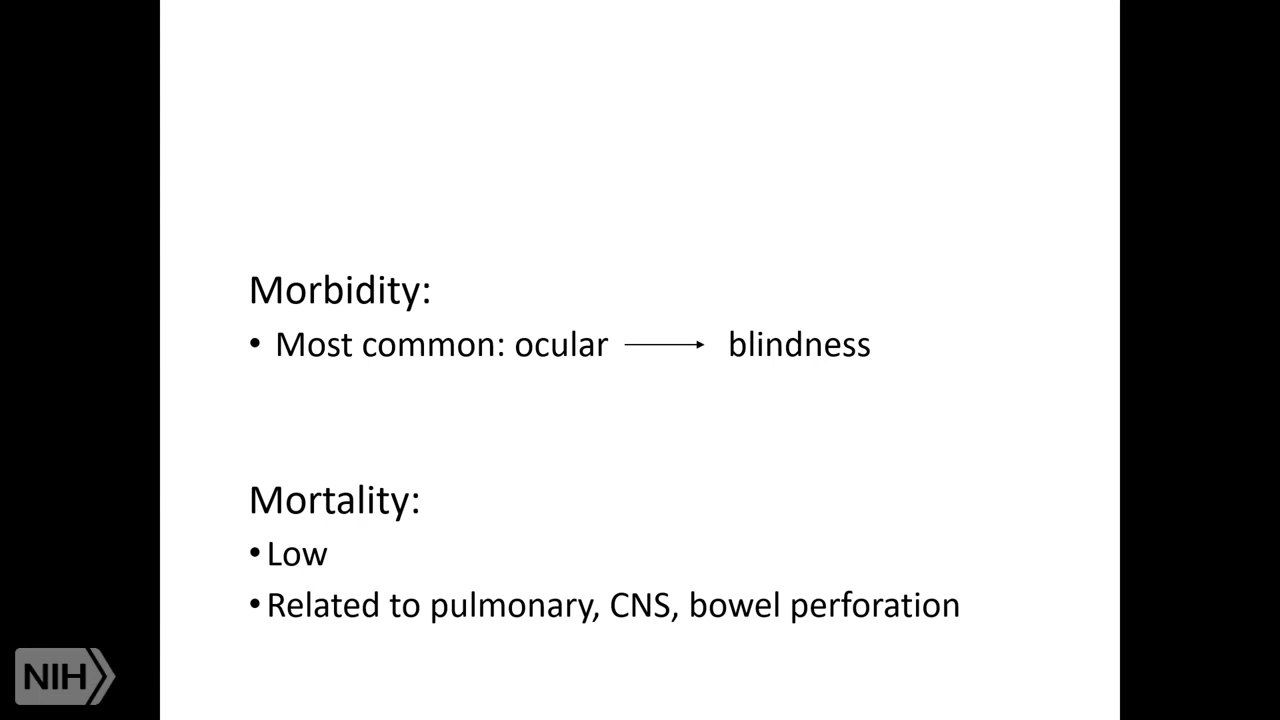 Morbidity:
• Most common: ocular → blindness
Mortality:
• Low
• Related to pulmonary, CNS, bowel perforation
NIH